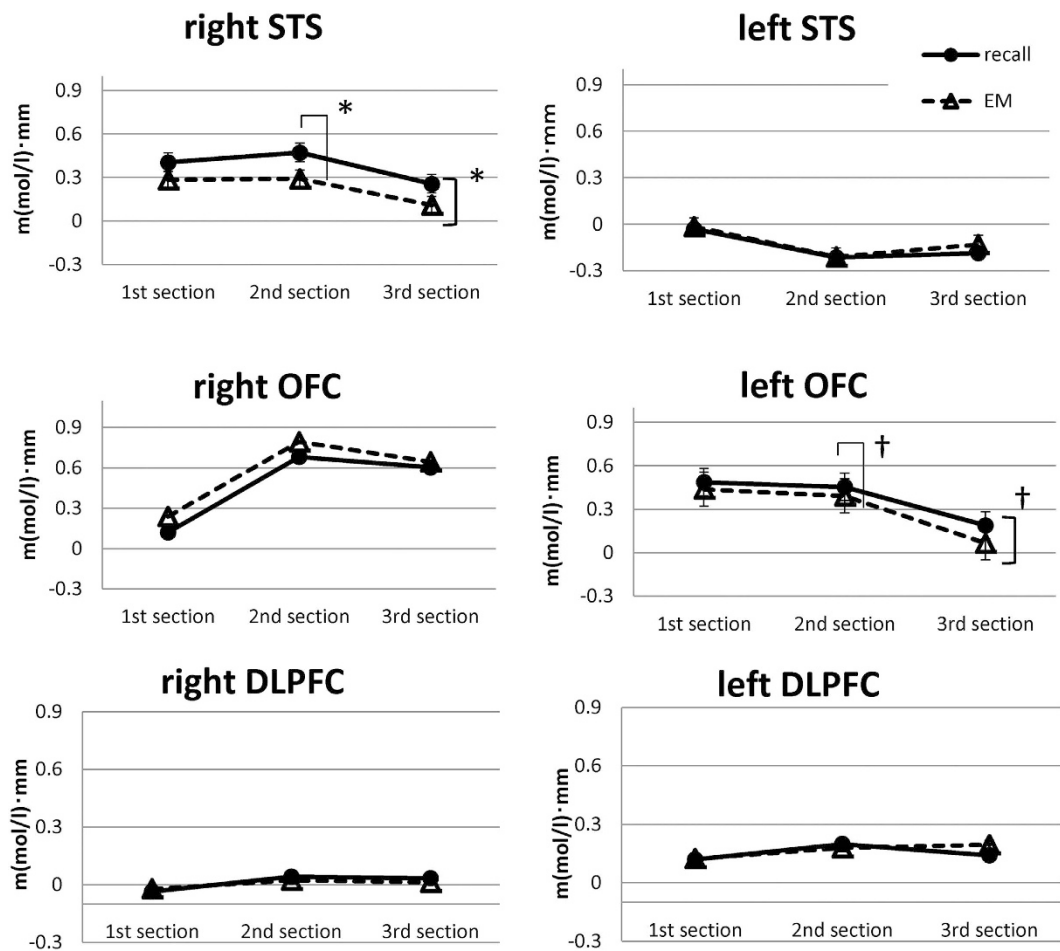 right STS
m(mol/l)·mm
0.9
0.6
0.3
0
-0.3
*
*
1st section 2nd section 3rd section
left STS
recall
EM
m(mol/l)·mm
0.9
0.6
0.3
0
-0.3
1st section 2nd section 3rd section
right OFC
m(mol/l)·mm
0.9
0.6
0.3
0
-0.3
1st section 2nd section 3rd section
left OFC
m(mol/l)·mm
0.9
0.6
0.3
0
-0.3
†
†
1st section 2nd section 3rd section
right DLPFC
m(mol/l)·mm
0.9
0.6
0.3
0
-0.3
1st section 2nd section 3rd section
left DLPFC
m(mol/l)·mm
0.9
0.6
0.3
0
-0.3
1st section 2nd section 3rd section